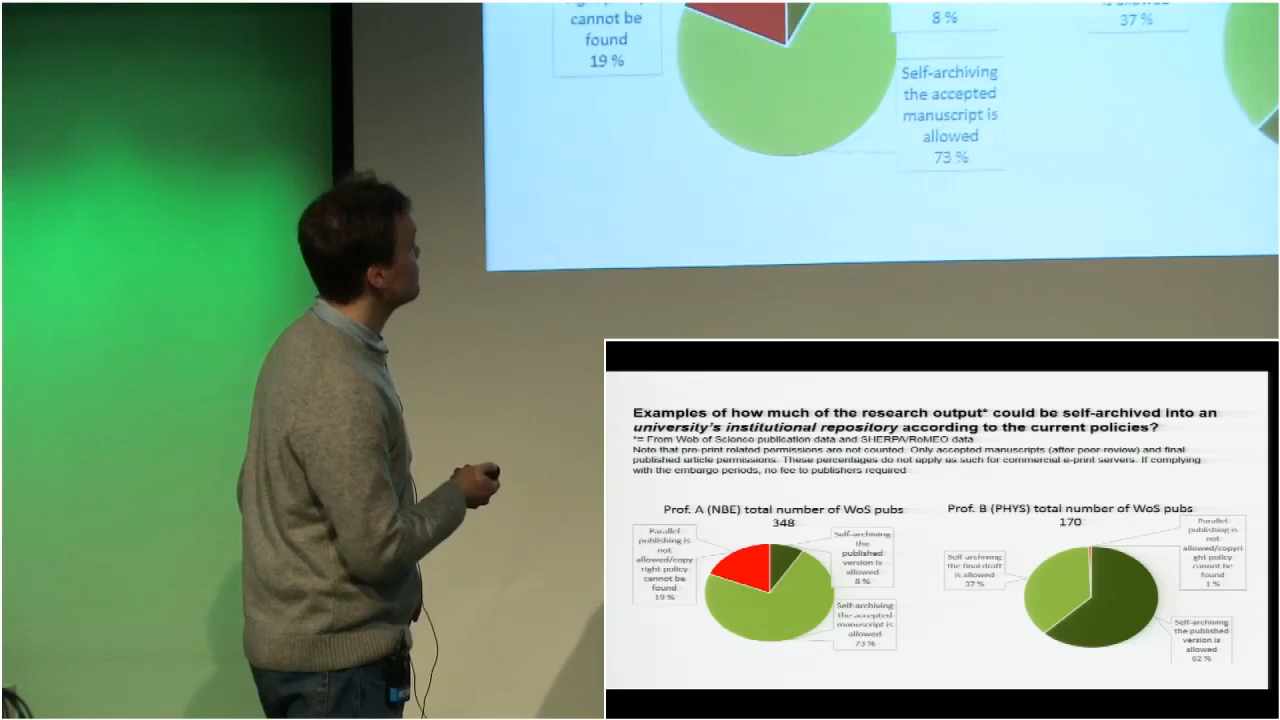 cannot be
found
19 %
8 %
37 %
Self-archiving
the accepted
manuscript is
allowed
73 %
Examples of how much of the research output* could be self-archived into an
university's institutional repository according to the current policies?
*= From Web of Science publication data and SHERPA/RoMEO data
Note that pre-print related permissions are not counted. Only accepted manuscripts (after peer review) and final
published article permissions. These percentages do not apply as such for commercial e-print servers. If complying
with the embargo periods, no fee to publishers required
Prof. A (NBE) total number of WoS pubs
348
Parallel
publishing is
not
allowed/copy
right policy
cannot be
found
19 %
Self-archiving
the
published
version is
allowed
8 %
Self-archiving
the accepted
manuscript is
allowed
73 %
Prof. B (PHYS) total number of WoS pubs
170
Self-archiving
the final draft
is allowed
37 %
Parallel
publishing is
not
allowed/copyri
ght policy
cannot be
found
1 %
Self-archiving
the published
version is
allowed
62 %